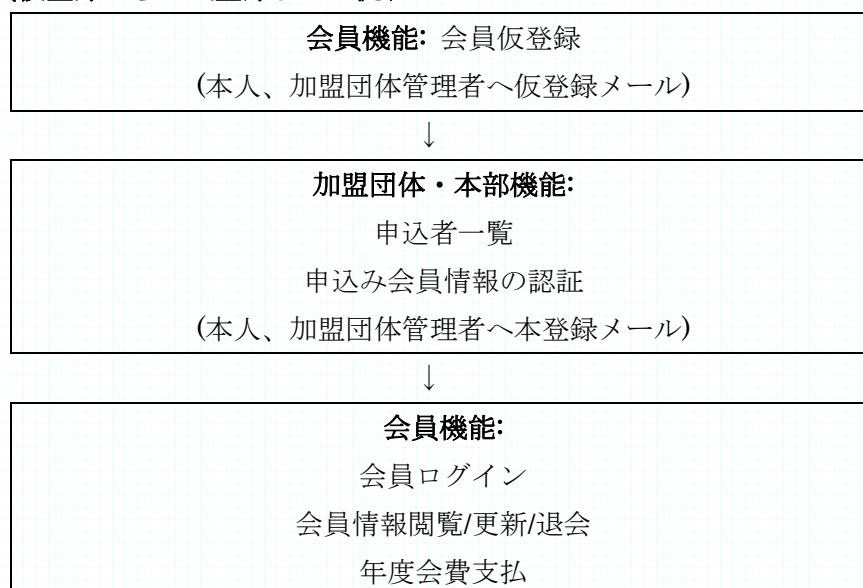 会員機能: 会員仮登録
(本人、加盟団体管理者へ仮登録メール)
↓
加盟団体・本部機能:
申込者一覧
申込み会員情報の認証
(本人、加盟団体管理者へ本登録メール)
↓
会員機能:
会員ログイン
会員情報閲覧/更新/退会
年度会費支払